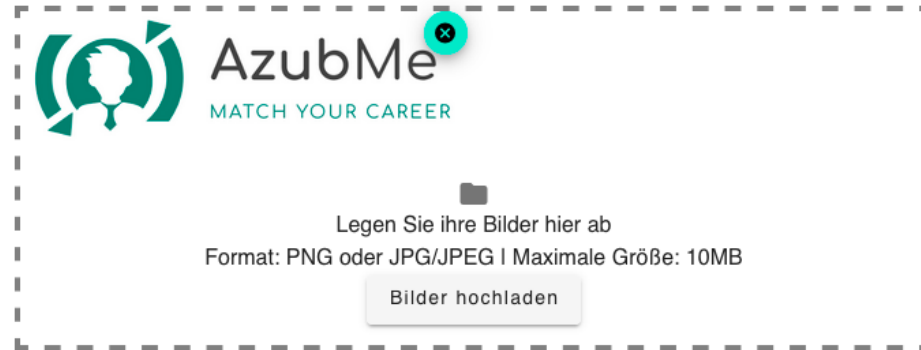 AzubMe
MATCH YOUR CAREER
Legen Sie ihre Bilder hier ab
Format: PNG oder JPG/JPEG | Maximale Größe: 10MB
Bilder hochladen